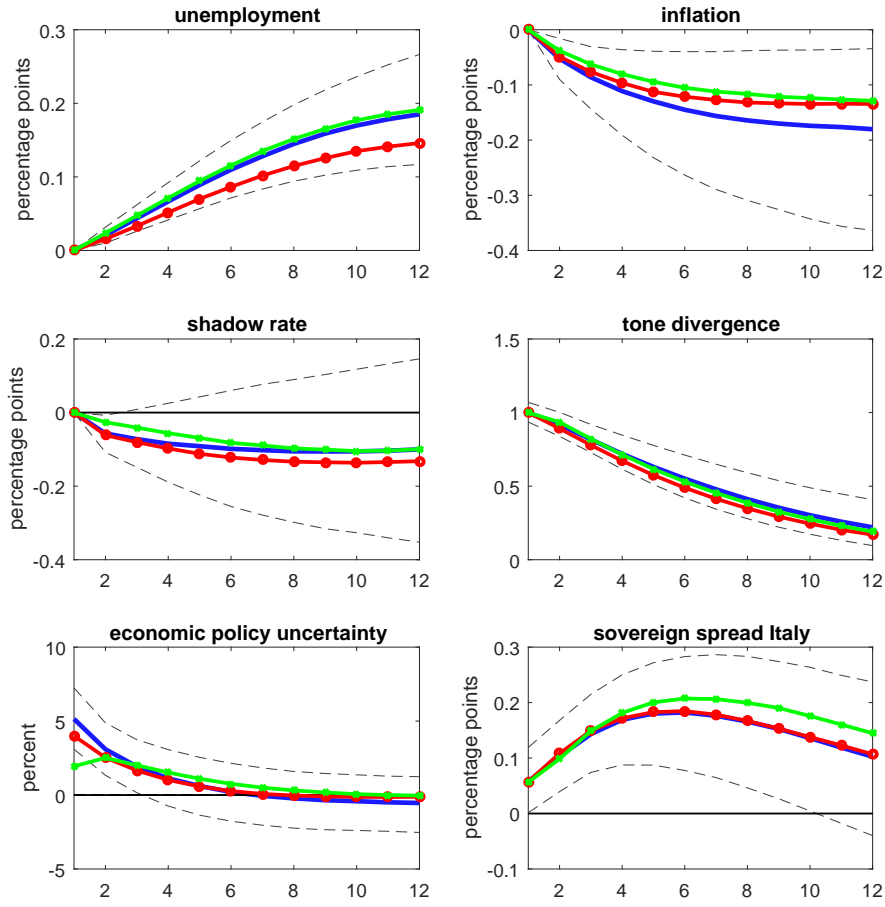 unemployment
percentage points
0.3
0.2
0.1
0
2 4 6 8 10 12
inflation
percentage points
0
-0.1
-0.2
-0.3
-0.4
2 4 6 8 10 12
shadow rate
percentage points
0.2
0
-0.2
-0.4
2 4 6 8 10 12
tone divergence
percentage points
1.5
1
0.5
0
2 4 6 8 10 12
economic policy uncertainty
percent
10
5
0
-5
2 4 6 8 10 12
sovereign spread Italy
percentage points
0.3
0.2
0.1
0
-0.1
2 4 6 8 10 12